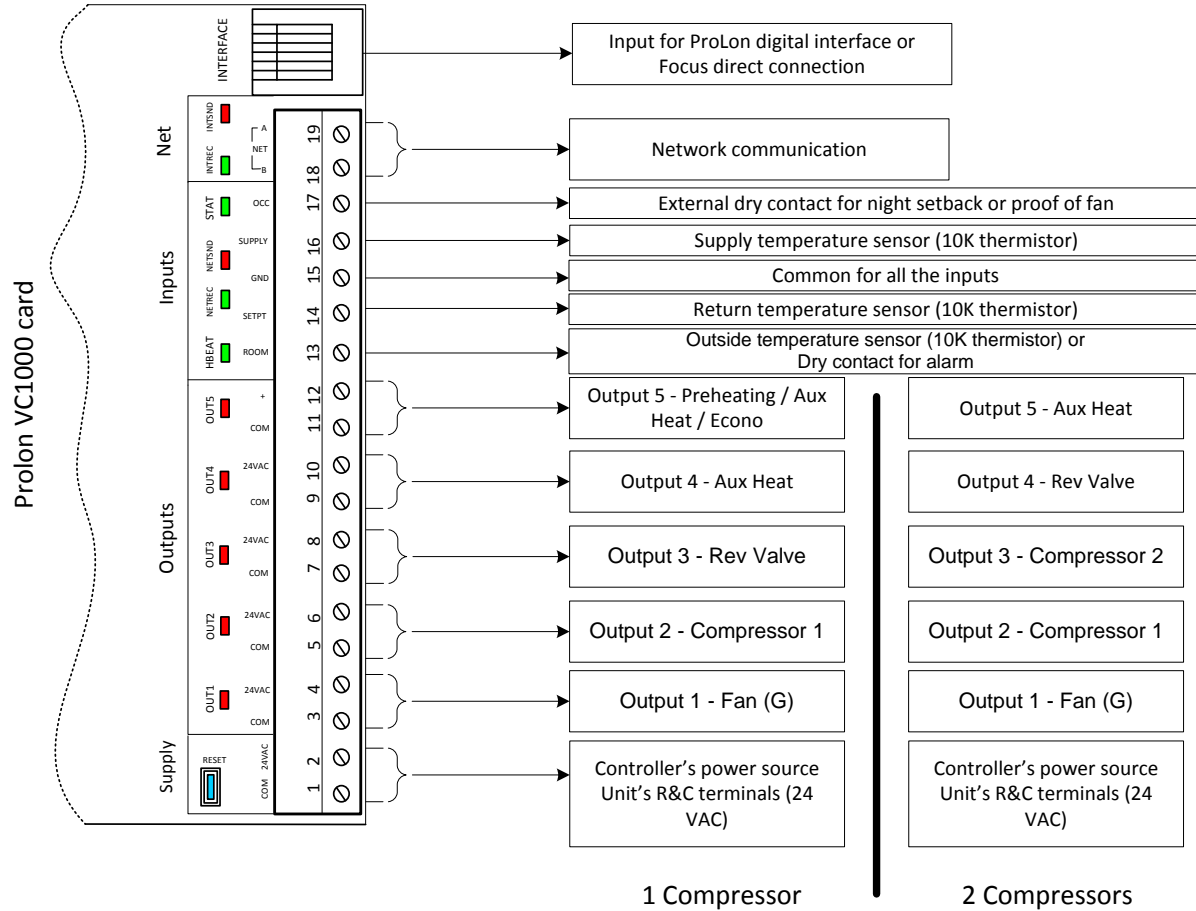 Prolon VC1000 card
INTERFACE
Input for ProLon digital interface or
Focus direct connection
Net
INTSND
INTREC
A
NET
B
19
18
Network communication
Inputs
STAT
OCC
17
External dry contact for night setback or proof of fan
NETSND
SUPPLY
16
Supply temperature sensor (10K thermistor)
GND
15
Common for all the inputs
NETREC
SETPT
14
Return temperature sensor (10K thermistor)
HBEAT
ROOM
13
Outside temperature sensor (10K thermistor) or
Dry contact for alarm
Outputs
OUT5
+
COM
12
11
Output 5 - Preheating / Aux
Heat / Econo
Output 5 - Aux Heat
OUT4
24VAC
COM
10
9
Output 4 - Aux Heat
Output 4 - Rev Valve
OUT3
24VAC
COM
8
7
Output 3 - Rev Valve
Output 3 - Compressor 2
OUT2
24VAC
COM
6
5
Output 2 - Compressor 1
Output 2 - Compressor 1
OUT1
24VAC
COM
4
3
Output 1 - Fan (G)
Output 1 - Fan (G)
Supply
RESET
COM 24VAC
2
1
Controller's power source
Unit's R&C terminals (24
VAC)
Controller's power source
Unit's R&C terminals (24
VAC)
1 Compressor
2 Compressors